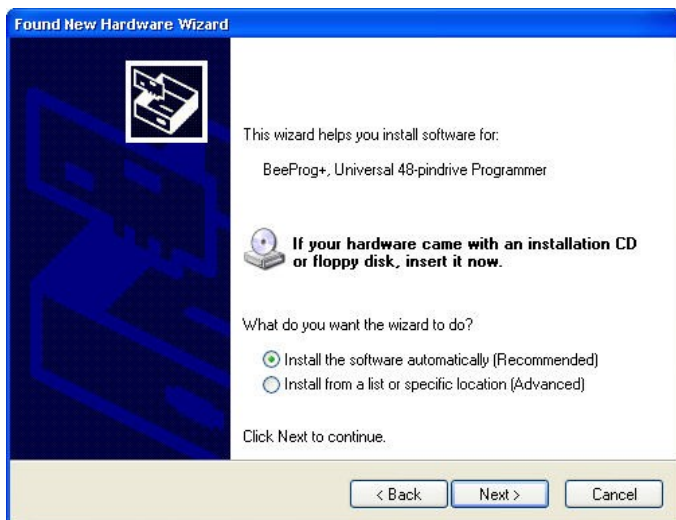 Found New Hardware Wizard
This wizard helps you install software for:
BeeProg+, Universal 48-pindrive Programmer
If your hardware came with an installation CD
or floppy disk, insert it now.
What do you want the wizard to do?
Install the software automatically (Recommended)
Install from a list or specific location (Advanced)
Click Next to continue.
< Back Next > Cancel